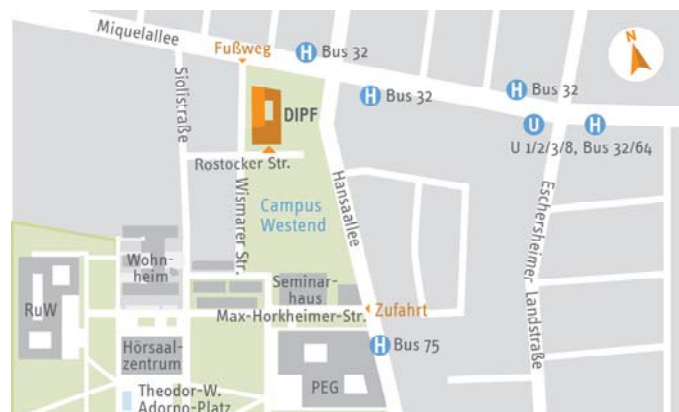 Miquelallee
Fußweg
H Bus 32
N
Siolistraße
DIPF
H Bus 32
H Bus 32
U
H
U 1/2/3/8, Bus 32/64
Rostocker Str.
Wismarer Str.
Hansaallee
Eschersheimer Landstraße
Campus
Westend
Wohn-
heim
RuW
Seminar-
haus
Max-Horkheimer-Str.
Zufahrt
H Bus 75
Hörsaal-
zentrum
PEG
Theodor-W.
Adorno-Platz